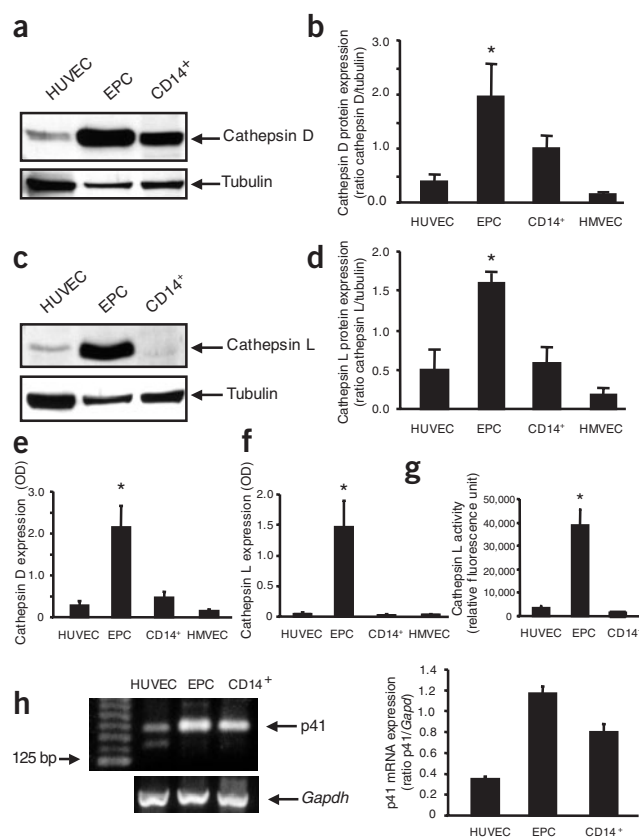 a
HUVEC EPC CD14+
Cathepsin D
Tubulin
b
Cathepsin D protein expression
(ratio cathepsin D/tubulin)
3.0
2.0
1.0
0.0
*
HUVEC EPC CD14+ HMVEC
c
HUVEC EPC CD14+
Cathepsin L
Tubulin
d
Cathepsin L protein expression
(ratio cathepsin L/tubulin)
2.0
1.5
1.0
0.5
0.0
*
HUVEC EPC CD14+ HMVEC
e
Cathepsin D expression (OD)
3.0
2.0
1.0
0.0
*
HUVEC EPC CD14+ HMVEC
f
Cathepsin L expression (OD)
2.0
1.5
1.0
0.5
0
*
HUVEC EPC CD14+ HMVEC
g
Cathepsin L activity
(relative fluorescence unit)
50,000
40,000
30,000
20,000
10,000
0
*
HUVEC EPC CD14+
h
HUVEC EPC CD14+
p41
125 bp
Gapdh
p41 mRNA expression
(ratio p41/Gapd)
1.6
1.2
0.8
0.4
0
HUVEC EPC CD14+